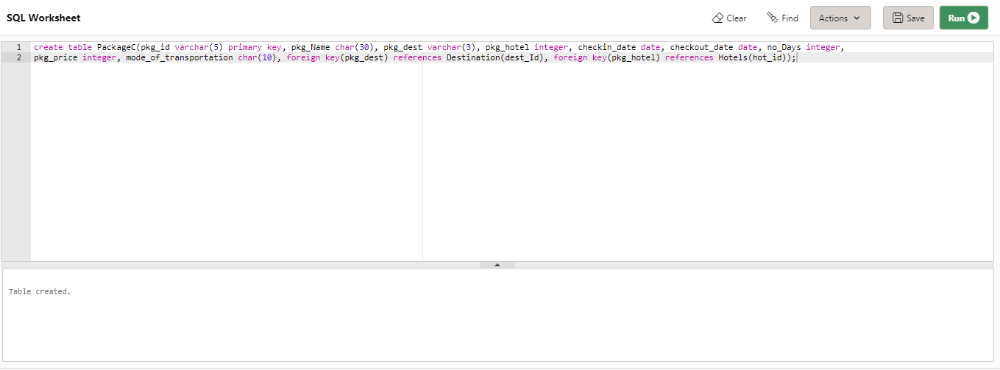 SQL Worksheet
Clear
Find
Actions
Save
Run
1 create table PackageC(pkg_id varchar(5) primary key, pkg_Name char(30), pkg_dest varchar(3), pkg_hotel integer, checkin_date date, checkout_date date, no_Days integer,
2 pkg_price integer, mode_of_transportation char(10), foreign key(pkg_dest) references Destination(dest_Id), foreign key(pkg_hotel) references Hotels(hot_id));
Table created.